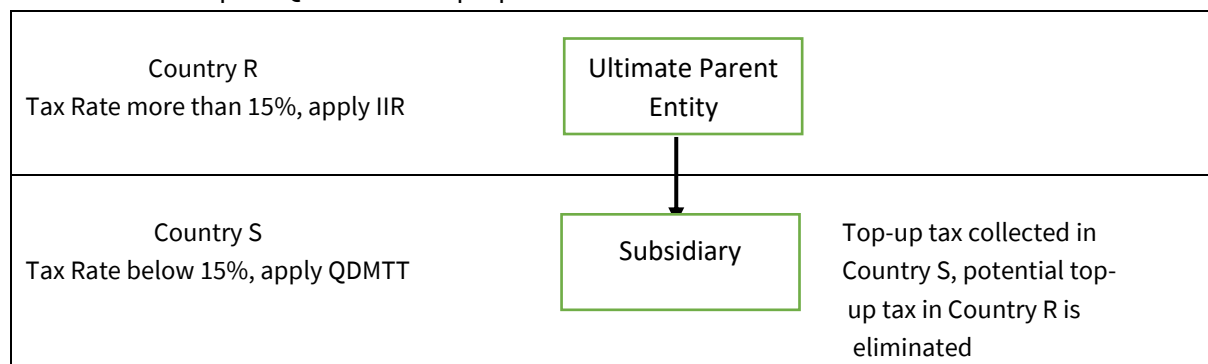 Country R
Tax Rate more than 15%, apply IIR
Ultimate Parent
Entity
Country S
Tax Rate below 15%, apply QDMTT
Subsidiary
Top-up tax collected in
Country S, potential top-
up tax in Country R is
eliminated